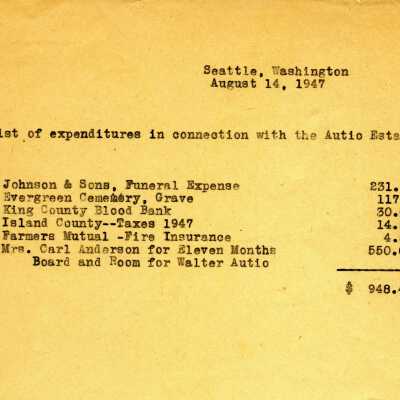 Seattle, Washington
August 14, 1947
ist of expenditures in connection with the Autic Esta
Johnson & Sons, Funeral Expense 231.
Evergreen Cemetery, Grave 117
King County Blood Bank 30.
Island County--Taxes 1947 14.
Farmers Mutual -Fire Insurance 4.
Mrs. Carl Anderson for Eleven Months 550.
Board and Room for Walter Autio
$ 948.